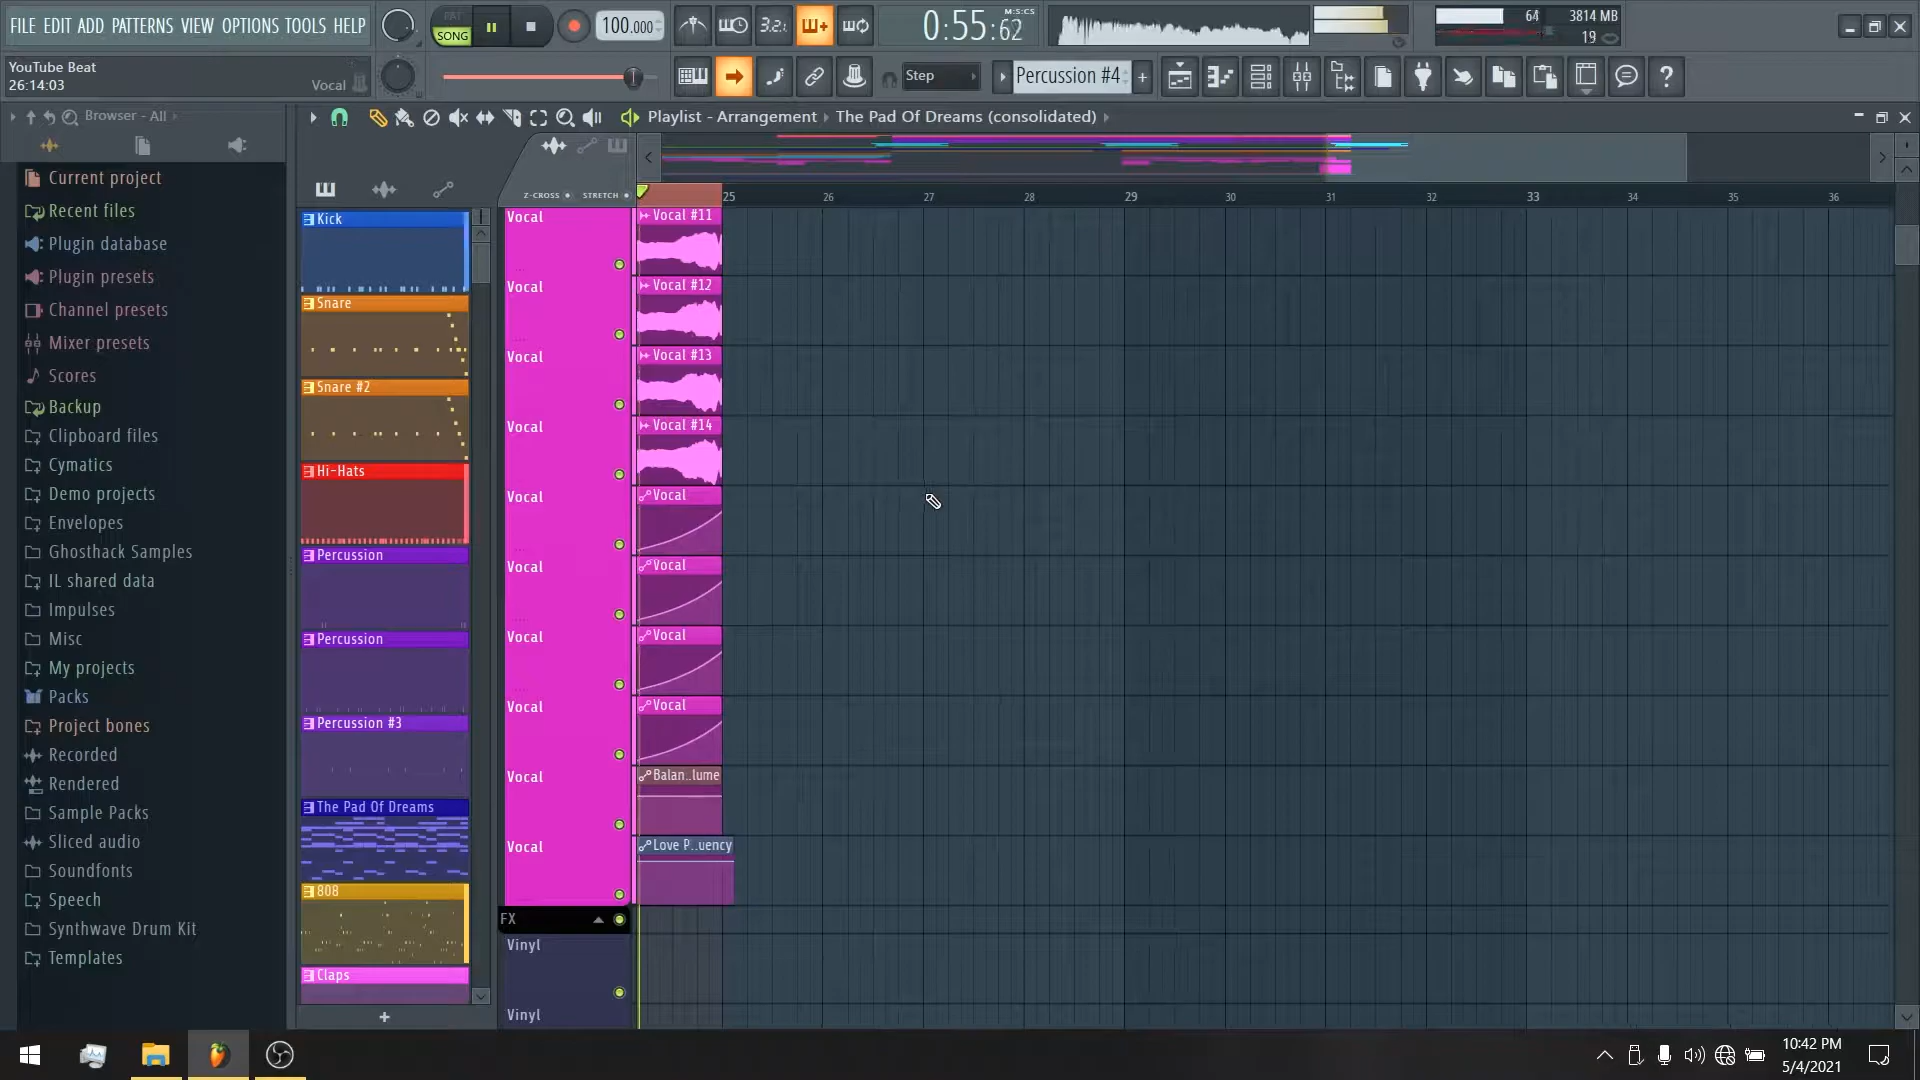 FILE EDIT ADD PATTERNS VIEW OPTIONS TOOLS HELP
PAT
SONG
100.000
3.2.
0:55:62
M:S:CS
64
3814 MB
19
YouTube Beat
26:14:03
Vocal
Step
Percussion #4
+
?
Browser - All
Playlist - Arrangement
The Pad Of Dreams (consolidated)
Z-CROSS
STRETCH
25 26 27 28 29 30 31 32 33 34 35 36
Current project
Recent files
Plugin database
Plugin presets
Channel presets
Mixer presets
Scores
Backup
Clipboard files
Cymatics
Demo projects
Envelopes
Ghosthack Samples
IL shared data
Impulses
Misc
My projects
Packs
Project bones
Recorded
Rendered
Sample Packs
Sliced audio
Soundfonts
Speech
Synthwave Drum Kit
Templates
Kick
Snare
Snare #2
Hi-Hats
Percussion
Percussion
Percussion #3
The Pad Of Dreams
808
Claps
+
Vocal
Vocal #11
Vocal
Vocal #12
Vocal
Vocal #13
Vocal
Vocal #14
Vocal
Vocal
Vocal
Vocal
Vocal
Vocal
Vocal
Vocal
Vocal
Balan..lume
Vocal
Love P..uency
FX
Vinyl
Vinyl
10:42 PM
5/4/2021